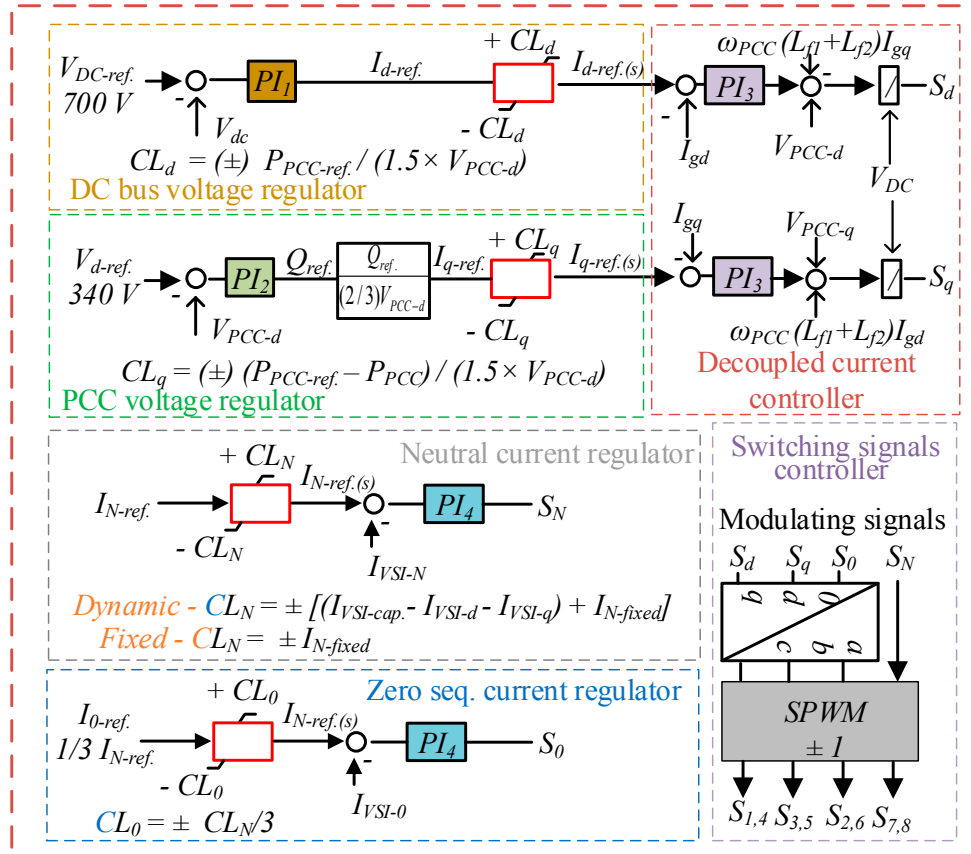 V_DC-ref.
700 V
-
V_dc
PI_1
I_d-ref.
+ CL_d
- CL_d
I_d-ref.(s)
CL_d = (±) P_PCC-ref. / (1.5 × V_PCC-d)
DC bus voltage regulator
V_d-ref.
340 V
-
V_PCC-d
PI_2
Q_ref.
Q_ref.
(2/3)V_PCC-d
I_q-ref.
+ CL_q
- CL_q
I_q-ref.(s)
CL_q = (±) (P_PCC-ref. – P_PCC) / (1.5 × V_PCC-d)
PCC voltage regulator
ω_PCC (L_f1+L_f2)I_gq
-
I_gd
PI_3
-
V_PCC-d
/
S_d
V_DC
I_gq
-
PI_3
V_PCC-q
/
S_q
ω_PCC (L_f1+L_f2)I_gd
Decoupled current
controller
Neutral current regulator
I_N-ref.
+ CL_N
- CL_N
I_N-ref.(s)
-
I_VSI-N
PI_4
S_N
Dynamic - CL_N = ± [(I_VSI-cap. - I_VSI-d - I_VSI-q) + I_N-fixed]
Fixed - CL_N = ± I_N-fixed
Zero seq. current regulator
I_0-ref.
1/3 I_N-ref.
+ CL_0
- CL_0
I_N-ref.(s)
-
I_VSI-0
PI_4
S_0
CL_0 = ± CL_N/3
Switching signals
controller
Modulating signals
S_d S_q S_0 S_N
q d 0
c b a
SPWM
± 1
S_1,4 S_3,5 S_2,6 S_7,8